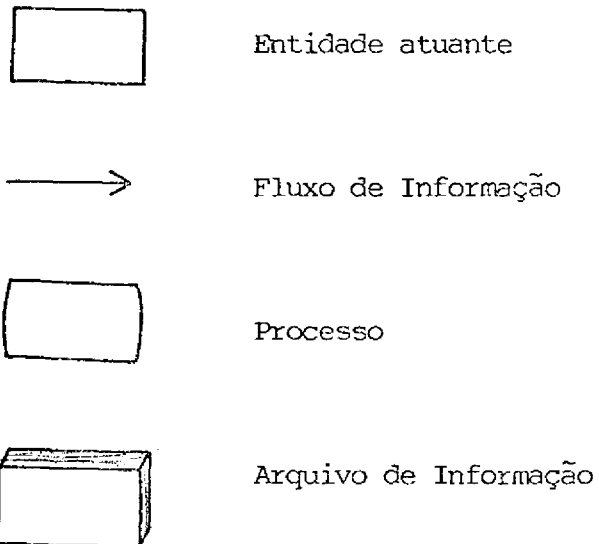 Entidade atuante
Fluxo de Informação
Processo
Arquivo de Informação